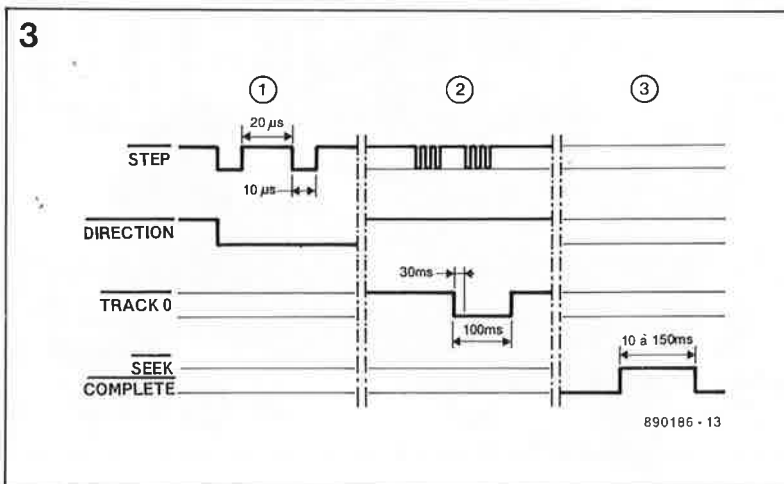 3
1 2 3
20 µs
STEP
10 µs
DIRECTION
30ms
TRACK 0
100ms
10 à 150ms
SEEK
COMPLETE
890186 - 13